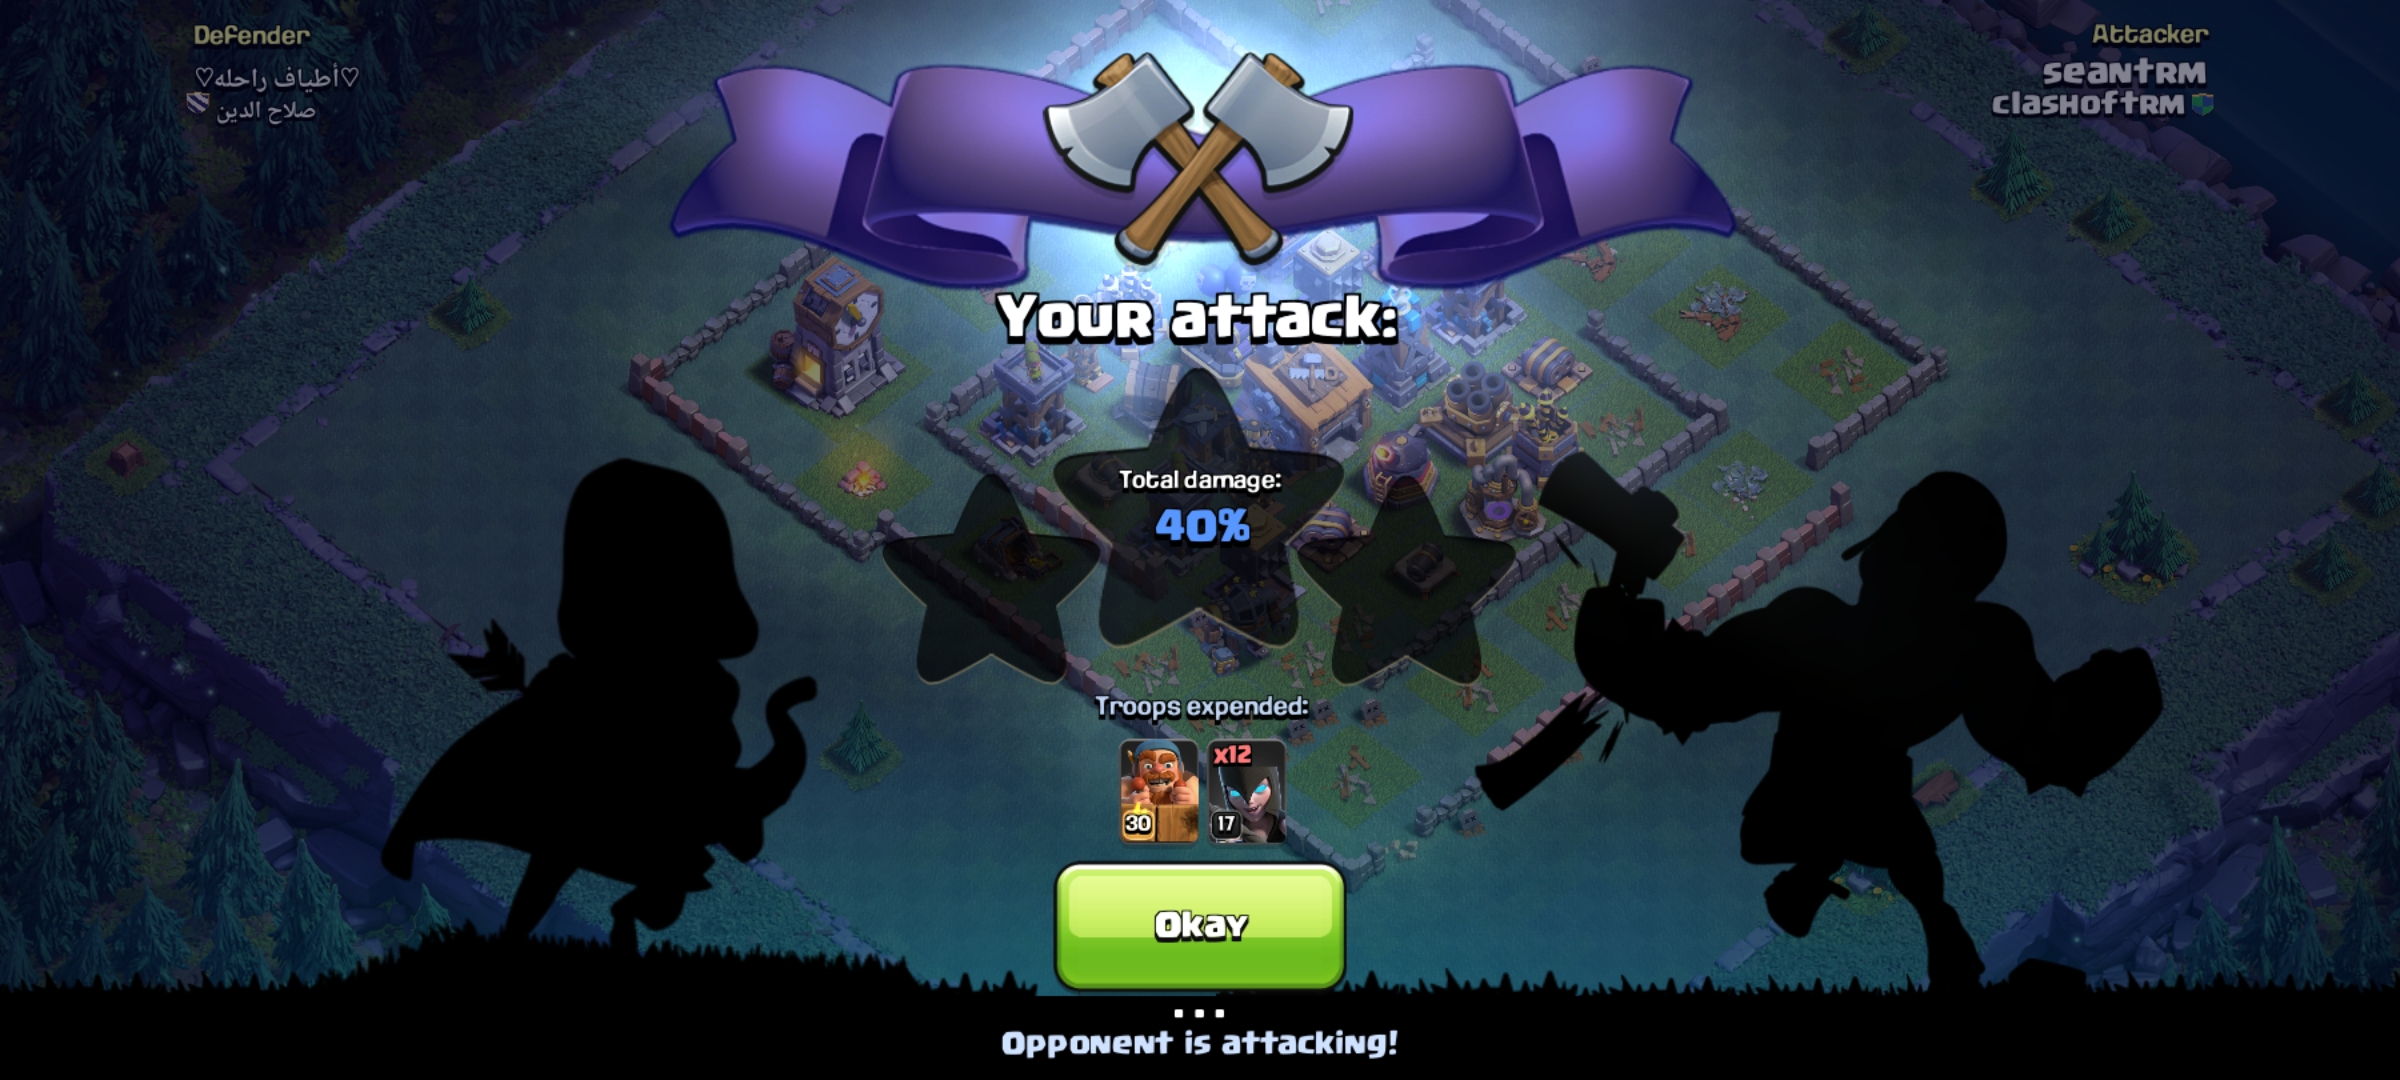 Defender
♡أطياف راحله♡
صلاح الدين
Attacker
seantRM
clashoftRM
Your attack:
Total damage:
40%
Troops expended:
30
x12
17
Okay
Opponent is attacking!